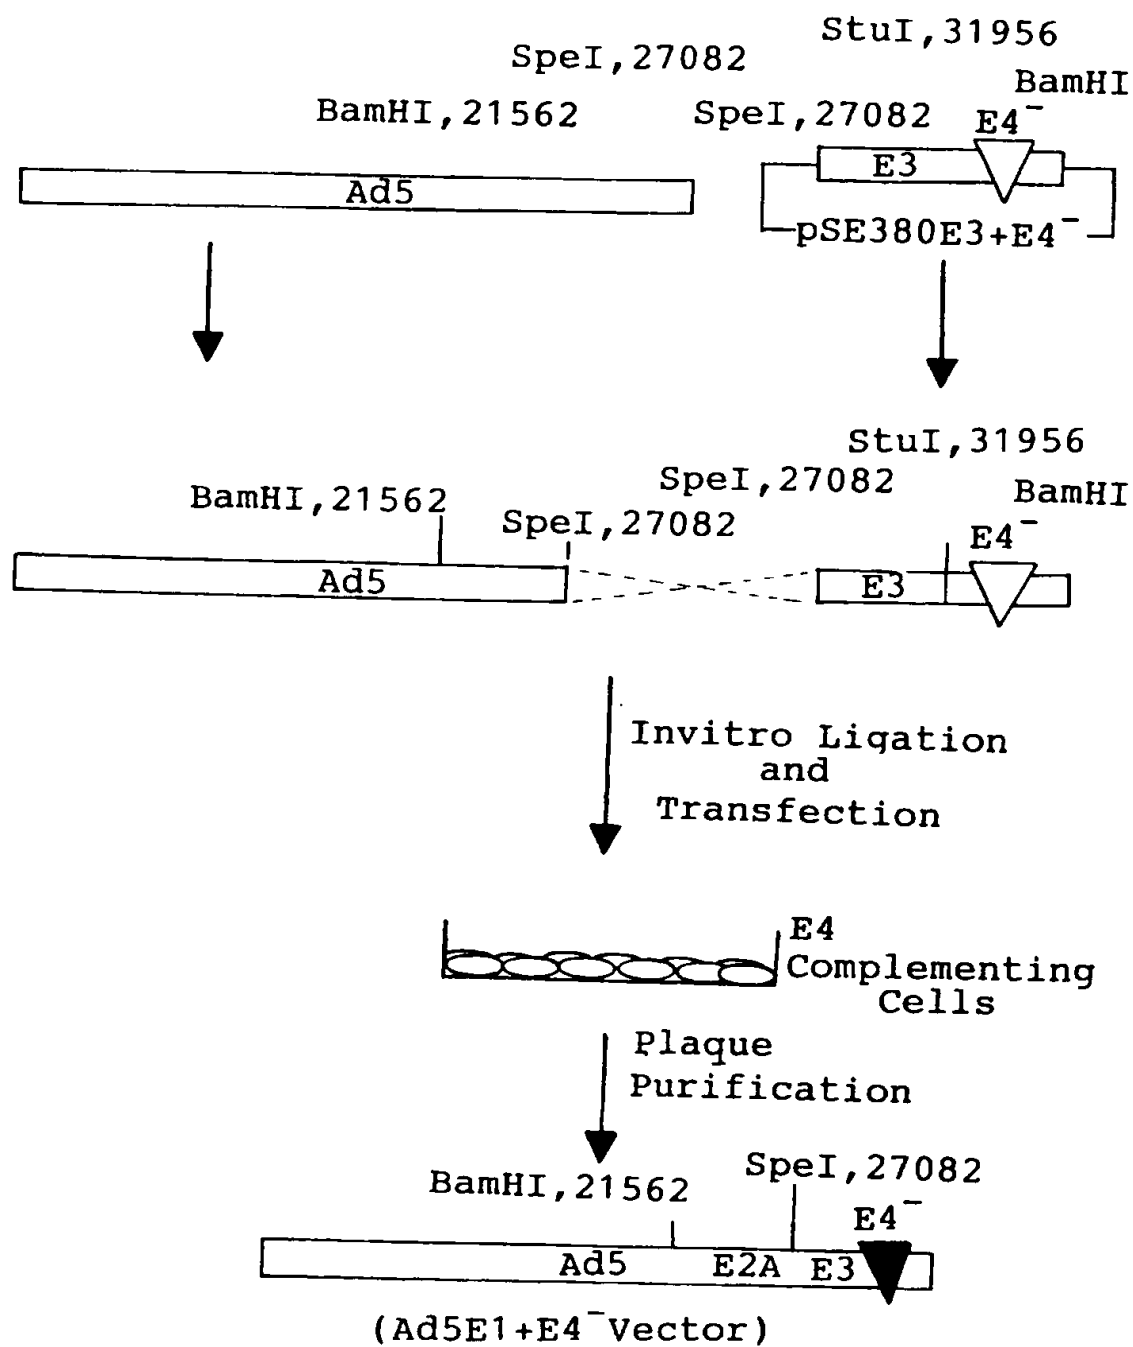 StuI,31956
SpeI,27082
BamHI
BamHI,21562
SpeI,27082
E4⁻
Ad5
E3
pSE380E3+E4⁻
StuI,31956
SpeI,27082
BamHI
BamHI,21562
SpeI,27082
E4⁻
Ad5
E3
Invitro Ligation
and
Transfection
E4
Complementing
Cells
Plaque
Purification
SpeI,27082
BamHI,21562
E4⁻
Ad5
E2A
E3
(Ad5E1+E4⁻Vector)